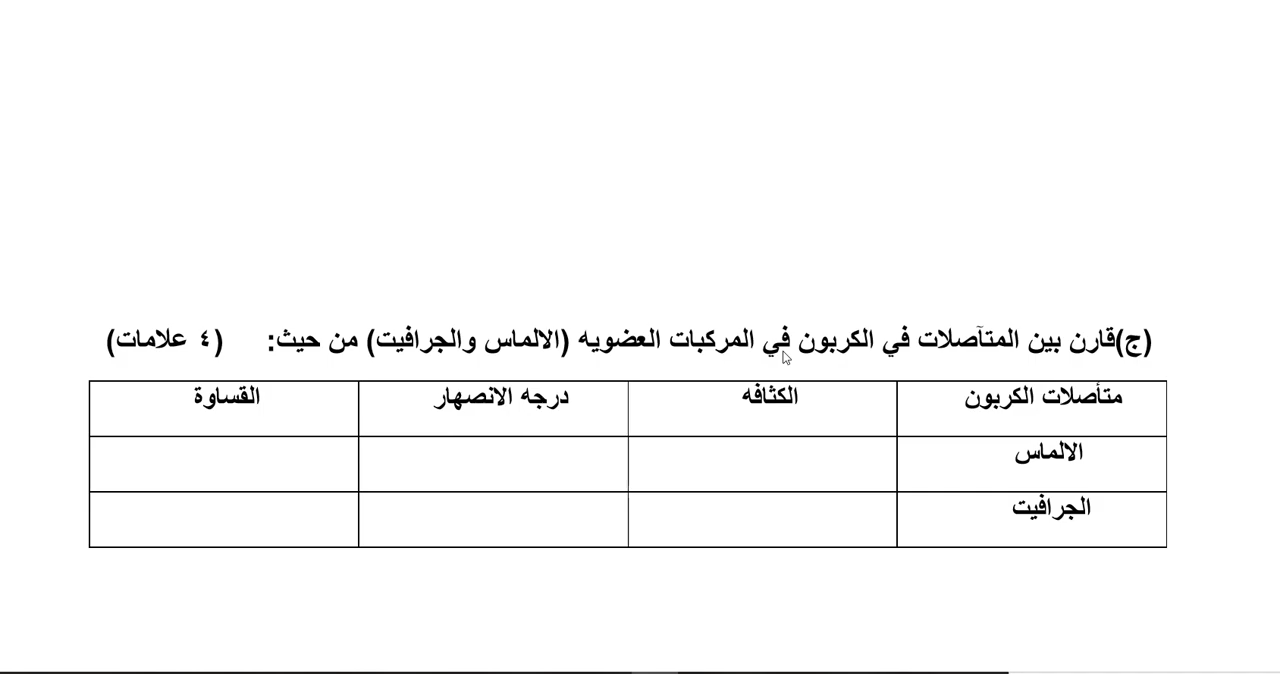 (ج)قارن بين المتآصلات في الكربون في المركبات العضويه (الالماس والجرافيت) من حيث: (٤ علامات)
متأصلات الكربون الكثافه درجه الانصهار القساوة
الالماس
الجرافيت